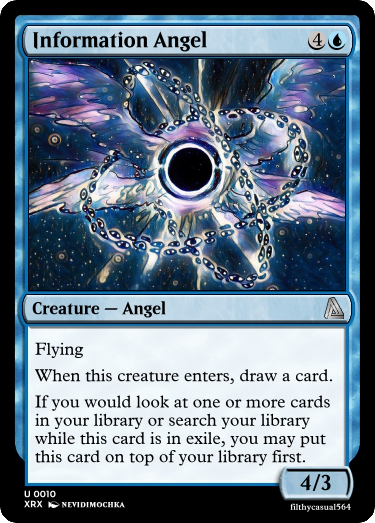 Information Angel 4
Creature — Angel
Flying
When this creature enters, draw a card.
If you would look at one or more cards
in your library or search your library
while this card is in exile, you may put
this card on top of your library first.
4/3
U 0010
XRX NEVIDIMOCHKA
filthycasual564